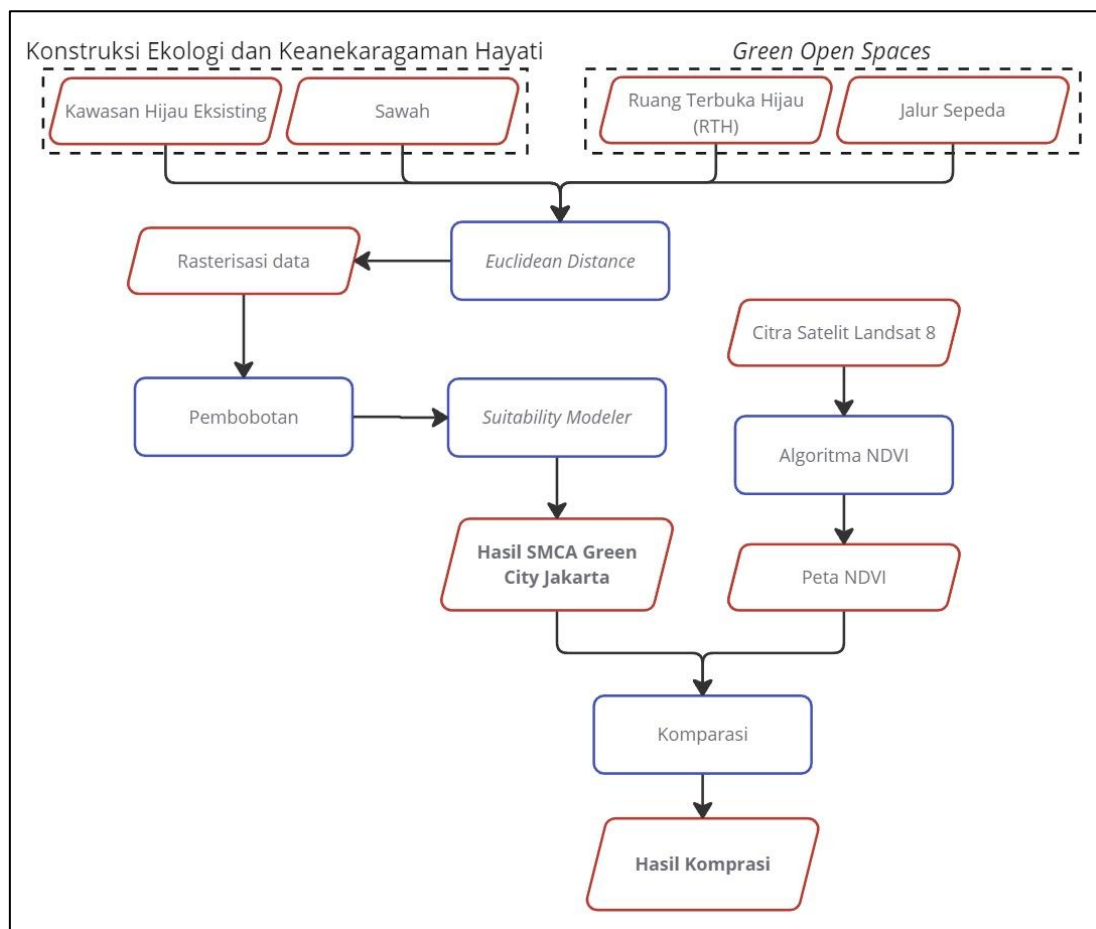 Konstruksi Ekologi dan Keanekaragaman Hayati
Green Open Spaces
Kawasan Hijau Eksisting
Sawah
Ruang Terbuka Hijau
(RTH)
Jalur Sepeda
Rasterisasi data
Euclidean Distance
Citra Satelit Landsat 8
Pembobotan
Suitability Modeler
Algoritma NDVI
Hasil SMCA Green
City Jakarta
Peta NDVI
Komparasi
Hasil Komprasi